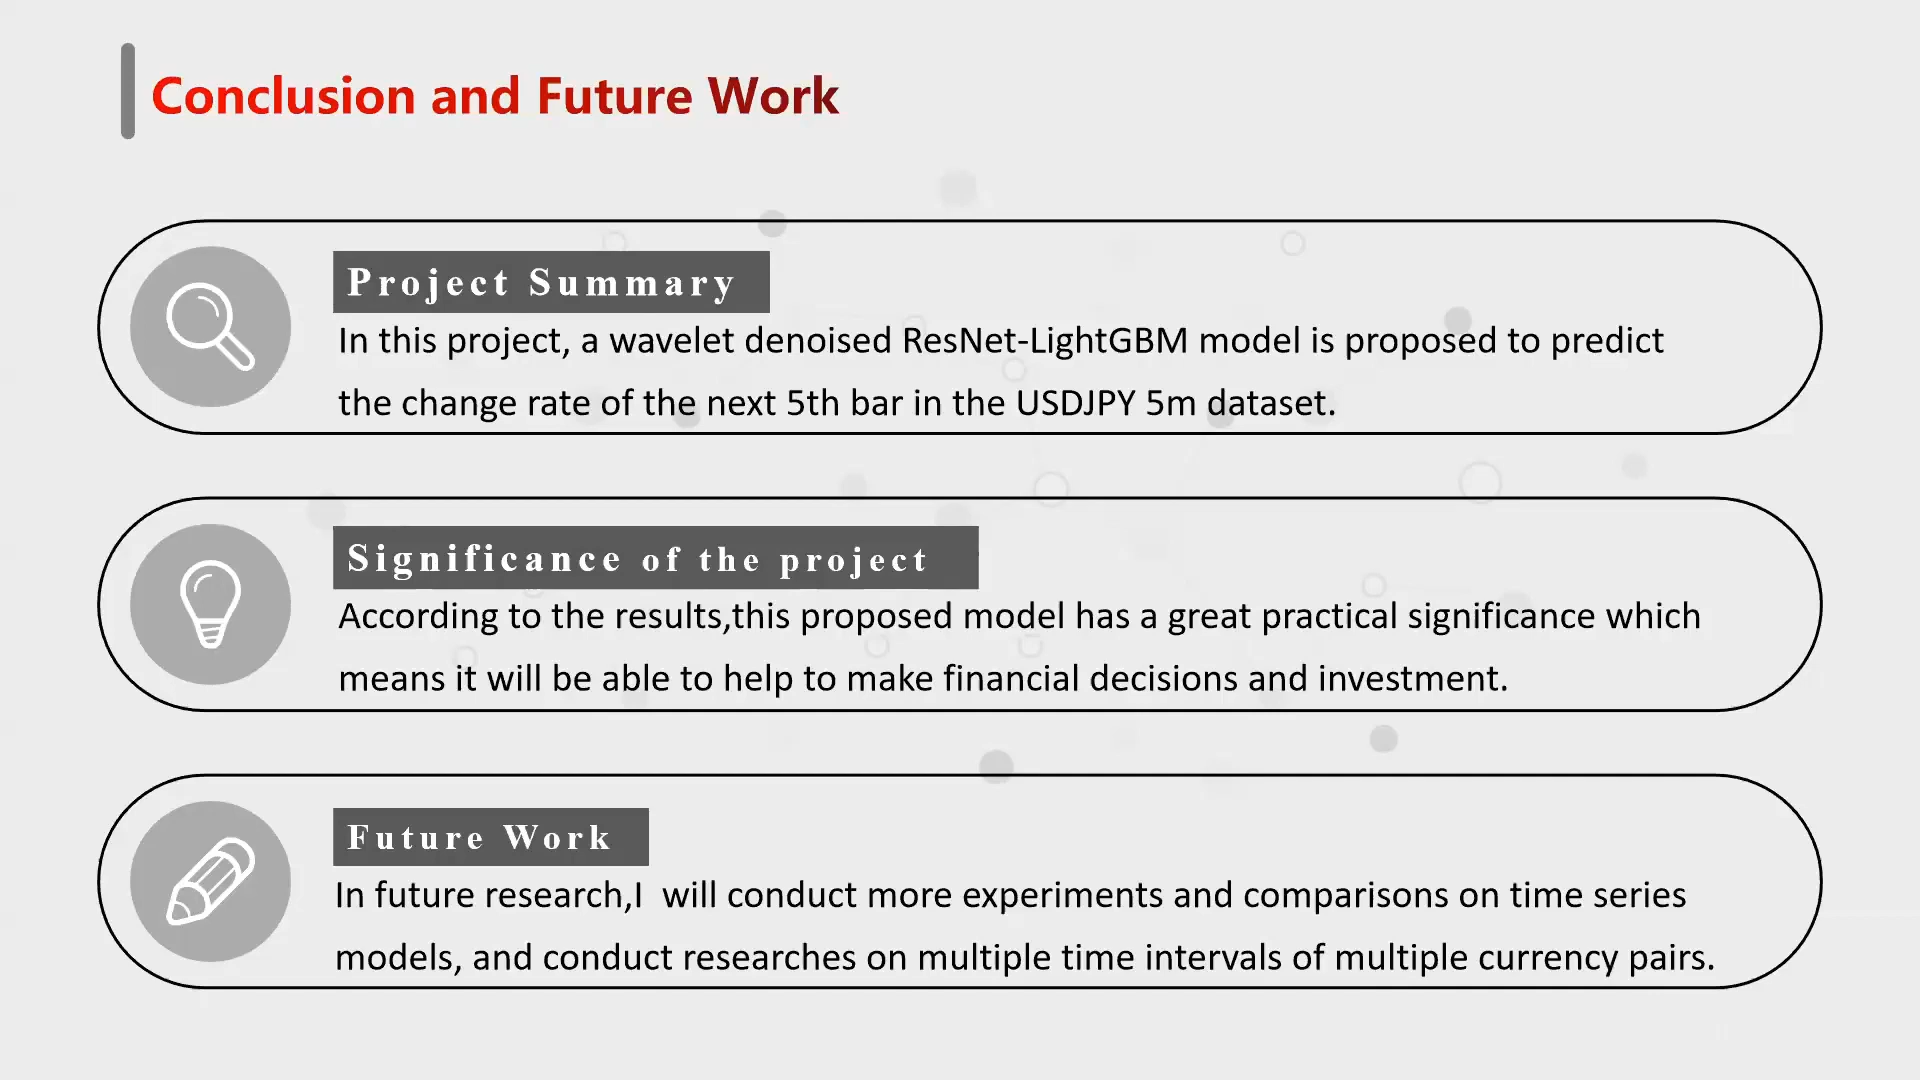 Conclusion and Future Work
Project Summary
In this project, a wavelet denoised ResNet-LightGBM model is proposed to predict
the change rate of the next 5th bar in the USDJPY 5m dataset.
Significance of the project
According to the results,this proposed model has a great practical significance which
means it will be able to help to make financial decisions and investment.
Future Work
In future research,I  will conduct more experiments and comparisons on time series
models, and conduct researches on multiple time intervals of multiple currency pairs.